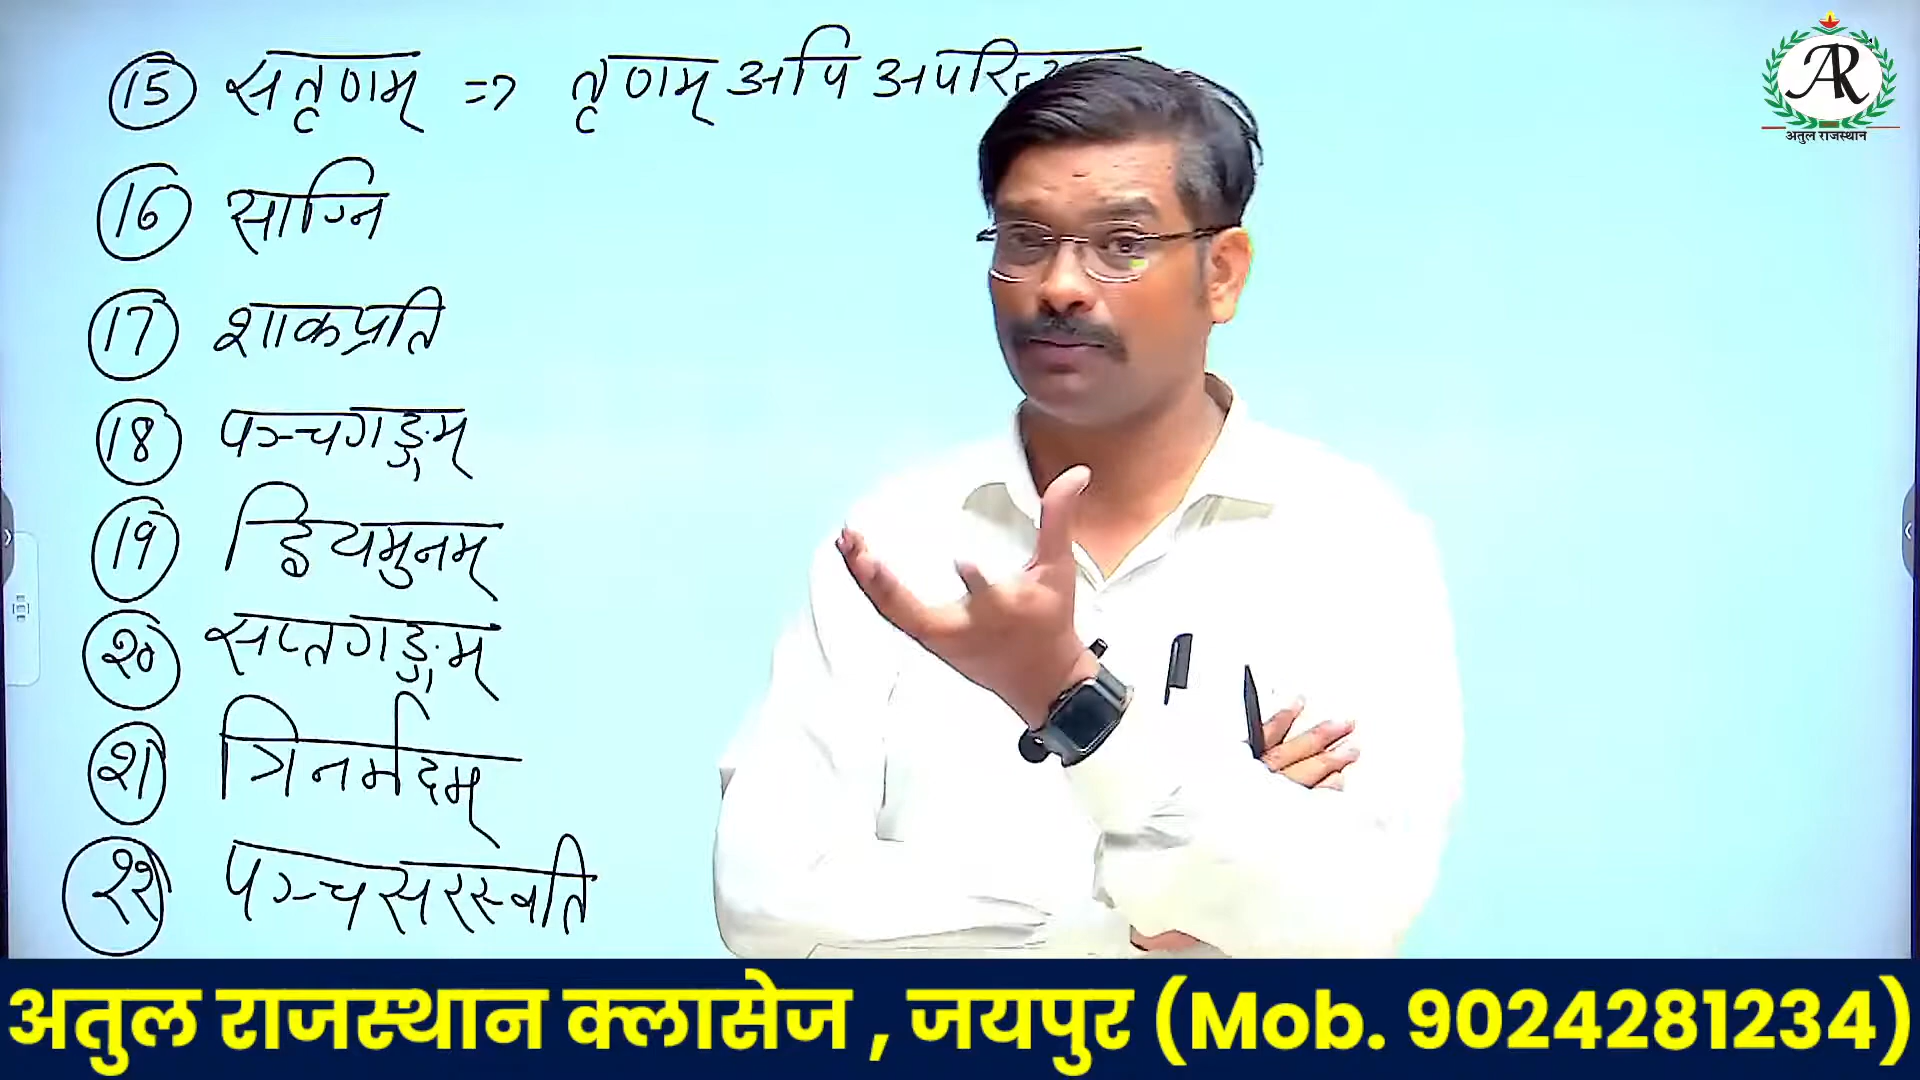 15 सतृणम् => तृणम् अपि
16 साग्नि
17 शाकप्रति
18 पञ्चगङ्गम्
19 द्वियमुनम्
२० सप्तगङ्गम्
२१ त्रिनर्मदम्
२२ पञ्चसरस्वति
AR
अतुल राजस्थान
अतुल राजस्थान क्लासेज , जयपुर (Mob. 9024281234)